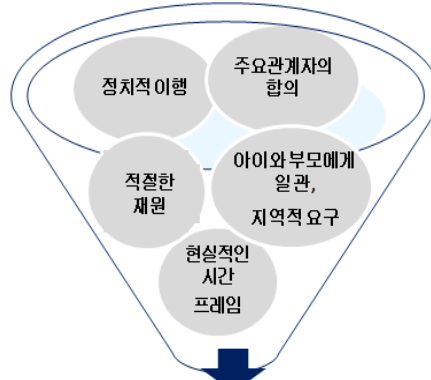 정치적 이행
주요관계자의
합의
적절한
재원
아이와 부모에게
일관,
지역적 요구
현실적인
시간
프레임